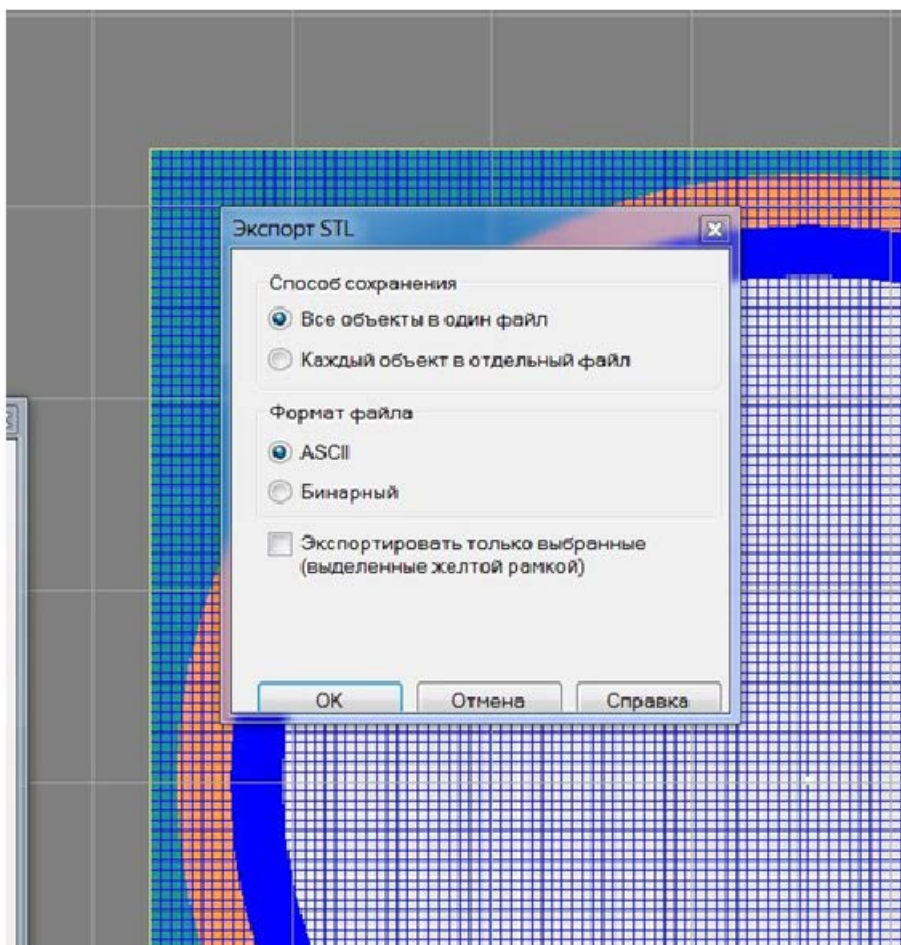 Экспорт STL
Способ сохранения
Все объекты в один файл
Каждый объект в отдельный файл
Формат файла
ASCII
Бинарный
Экспортировать только выбранные
(выделенные желтой рамкой)
OK
Отмена
Справка